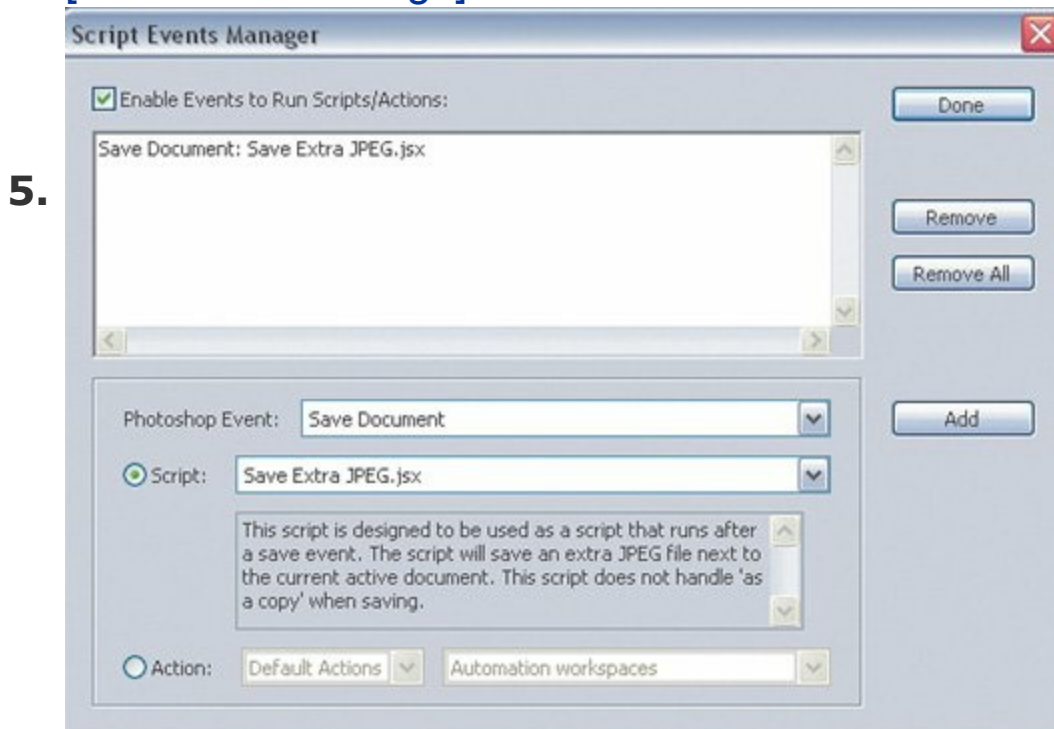 Script Events Manager
Enable Events to Run Scripts/Actions:
Done
Save Document: Save Extra JPEG.jsx
5.
Remove
Remove All
Photoshop Event: Save Document
Add
Script: Save Extra JPEG.jsx
This script is designed to be used as a script that runs after
a save event. The script will save an extra JPEG file next to
the current active document. This script does not handle 'as
a copy' when saving.
Action: Default Actions Automation workspaces